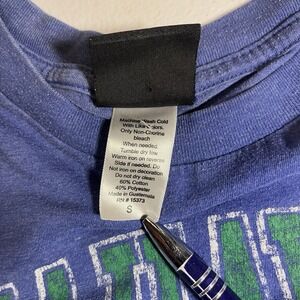 Machine Wash Cold
With Like Colors.
Only Non-Chorine
bleach
When needed.
Tumble dry low
Warm iron on reverse
Side if needed. Do
Not iron on decoration
Do not dry clean
60% Cotton
40% Polyester
Made in Guatemala
RN # 15373
S